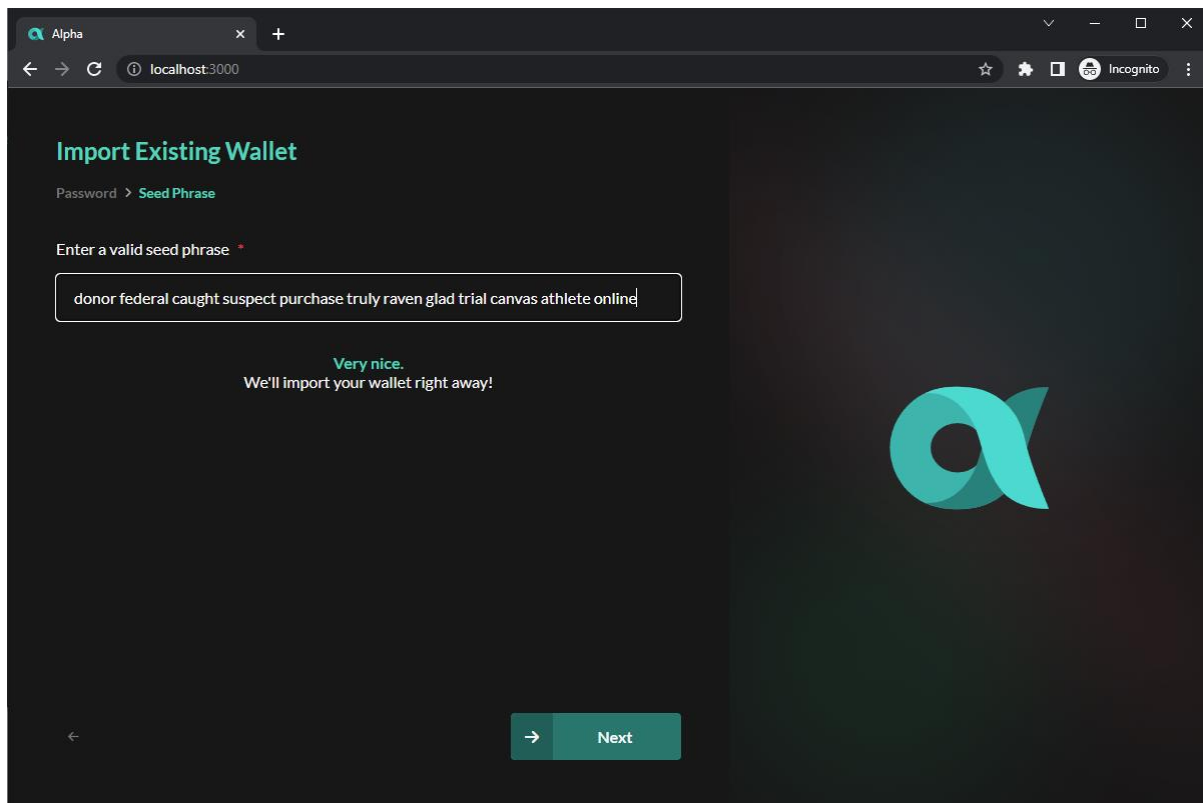 Alpha
localhost:3000
Incognito
Import Existing Wallet
Password > Seed Phrase
Enter a valid seed phrase *
donor federal caught suspect purchase truly raven glad trial canvas athlete online
Very nice.
We'll import your wallet right away!
Next